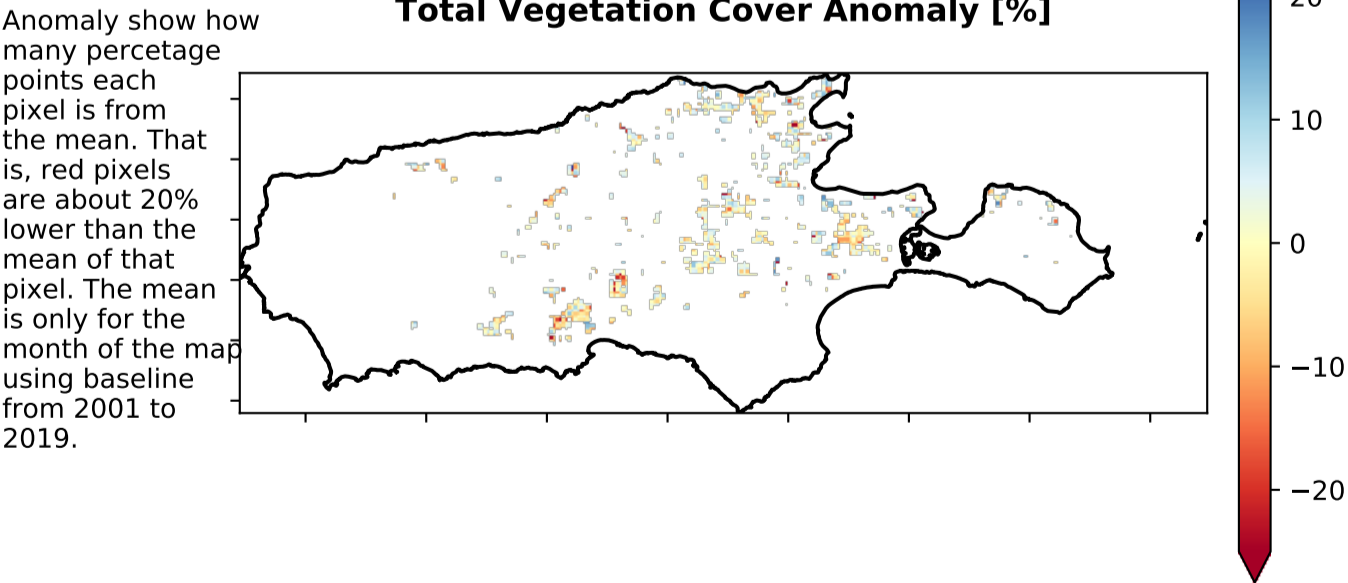 Total Vegetation Cover Anomaly [%]
Anomaly show how
many percetage
points each
pixel is from
the mean. That
is, red pixels
are about 20%
lower than the
mean of that
pixel. The mean
is only for the
month of the map
using baseline
from 2001 to
2019.
20
10
0
−10
−20